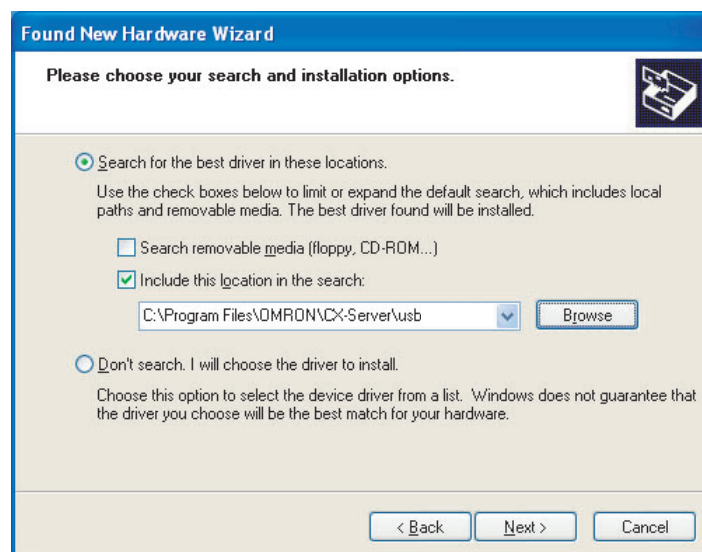 Found New Hardware Wizard
Please choose your search and installation options.
Search for the best driver in these locations.
Use the check boxes below to limit or expand the default search, which includes local
paths and removable media. The best driver found will be installed.
Search removable media (floppy, CD-ROM...)
Include this location in the search:
C:\Program Files\OMRON\CX-Server\usb
Browse
Don't search. I will choose the driver to install.
Choose this option to select the device driver from a list. Windows does not guarantee that
the driver you choose will be the best match for your hardware.
< Back
Next >
Cancel